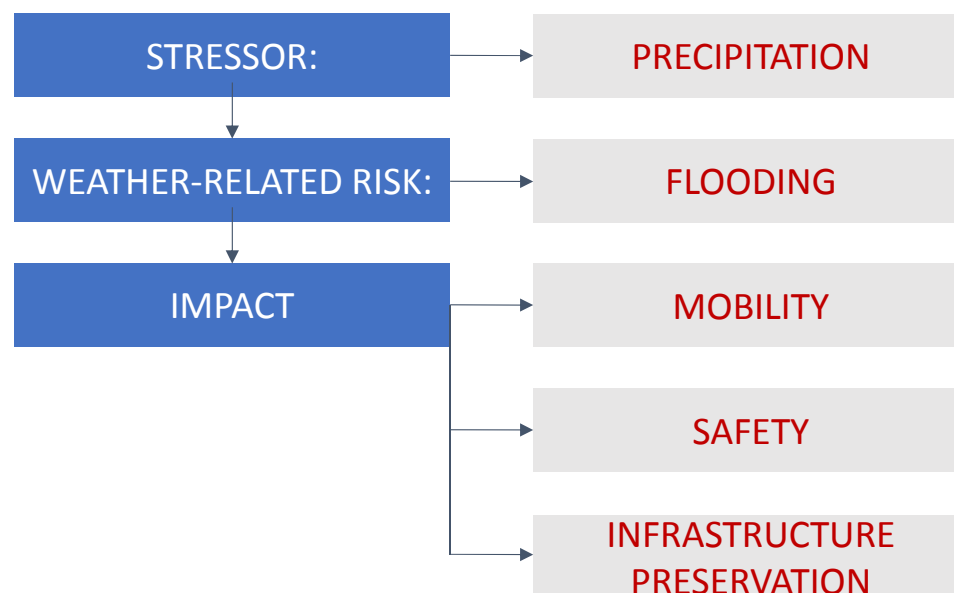 STRESSOR:
PRECIPITATION
WEATHER-RELATED RISK:
FLOODING
IMPACT
MOBILITY
SAFETY
INFRASTRUCTURE
PRESERVATION